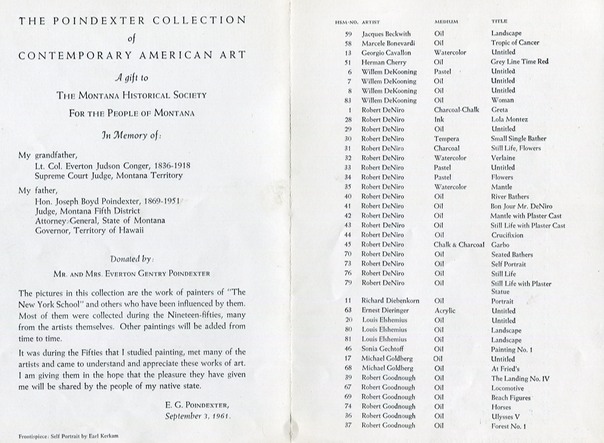 THE POINDEXTER COLLECTION
of
CONTEMPORARY AMERICAN ART
A gift to
THE MONTANA HISTORICAL SOCIETY
FOR THE PEOPLE OF MONTANA
In Memory of:
My grandfather,
Lt. Col. Everton Judson Conger, 1836-1918
Supreme Court Judge, Montana Territory
My father,
Hon. Joseph Boyd Poindexter, 1869-1951
Judge, Montana Fifth District
Attorney General, State of Montana
Governor, Territory of Hawaii
Donated by:
MR. AND MRS. EVERTON GENTRY POINDEXTER
The pictures in this collection are the work of painters of "The
New York School" and others who have been influenced by them.
Most of them were collected during the Nineteen-fifties, many
from the artists themselves. Other paintings will be added from
time to time.
It was during the Fifties that I studied painting, met many of the
artists and came to understand and appreciate these works of art.
I am giving them in the hope that the pleasure they have given
me will be shared by the people of my native state.
E. G. POINDEXTER,
September 3, 1961.
Frontispiece: Self Portrait by Earl Kerkam
ITEM-NO. ARTIST MEDIUM TITLE
59 Jacques Beckwith Oil Landscape
58 Marcelo Bonevardi Oil Tropic of Cancer
13 Georgio Cavallon Watercolor Untitled
51 Herman Cherry Oil Grey Line Time Red
6 Willem DeKooning Pastel Untitled
7 Willem DeKooning Oil Untitled
8 Willem DeKooning Oil Untitled
83 Willem DeKooning Oil Woman
1 Robert DeNiro Charcoal-Chalk Greta
28 Robert DeNiro Ink Lola Montez
29 Robert DeNiro Oil Untitled
30 Robert DeNiro Tempera Small Single Bather
31 Robert DeNiro Charcoal Still Life, Flowers
32 Robert DeNiro Watercolor Verlaine
33 Robert DeNiro Pastel Untitled
34 Robert DeNiro Pastel Flowers
35 Robert DeNiro Watercolor Mantle
40 Robert DeNiro Oil River Bathers
41 Robert DeNiro Oil Bon Jour Mr. DeNiro
42 Robert DeNiro Oil Mantle with Plaster Cast
43 Robert DeNiro Oil Still Life with Plaster Cast
44 Robert DeNiro Oil Crucifixion
45 Robert DeNiro Chalk & Charcoal Garbo
70 Robert DeNiro Oil Seated Bathers
73 Robert DeNiro Oil Self Portrait
76 Robert DeNiro Oil Still Life
79 Robert DeNiro Oil Still Life with Plaster
Statue
11 Richard Diebenkorn Oil Portrait
63 Ernest Dieringer Acrylic Untitled
20 Louis Elshemius Oil Untitled
80 Louis Elshemius Oil Landscape
81 Louis Elshemius Oil Landscape
46 Sonia Gechtoff Oil Painting No. 1
17 Michael Goldberg Oil Untitled
68 Michael Goldberg Oil At Fried's
39 Robert Goodnough Oil The Landing No. IV
67 Robert Goodnough Oil Locomotive
69 Robert Goodnough Oil Beach Figures
74 Robert Goodnough Oil Horses
36 Robert Goodnough Oil Ulysses V
37 Robert Goodnough Oil Forest No. 1